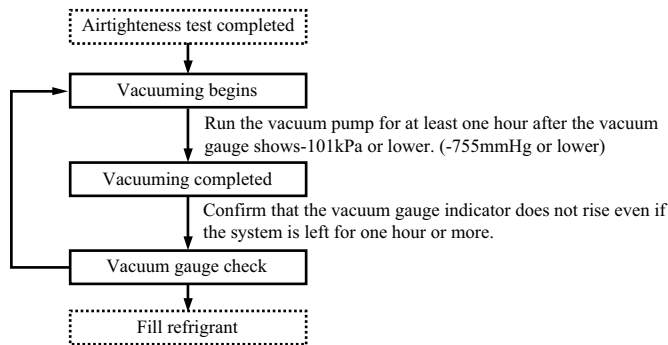 Airtighteness test completed
Vacuuming begins
Run the vacuum pump for at least one hour after the vacuum
gauge shows-101kPa or lower. (-755mmHg or lower)
Vacuuming completed
Confirm that the vacuum gauge indicator does not rise even if
the system is left for one hour or more.
Vacuum gauge check
Fill refrigrant